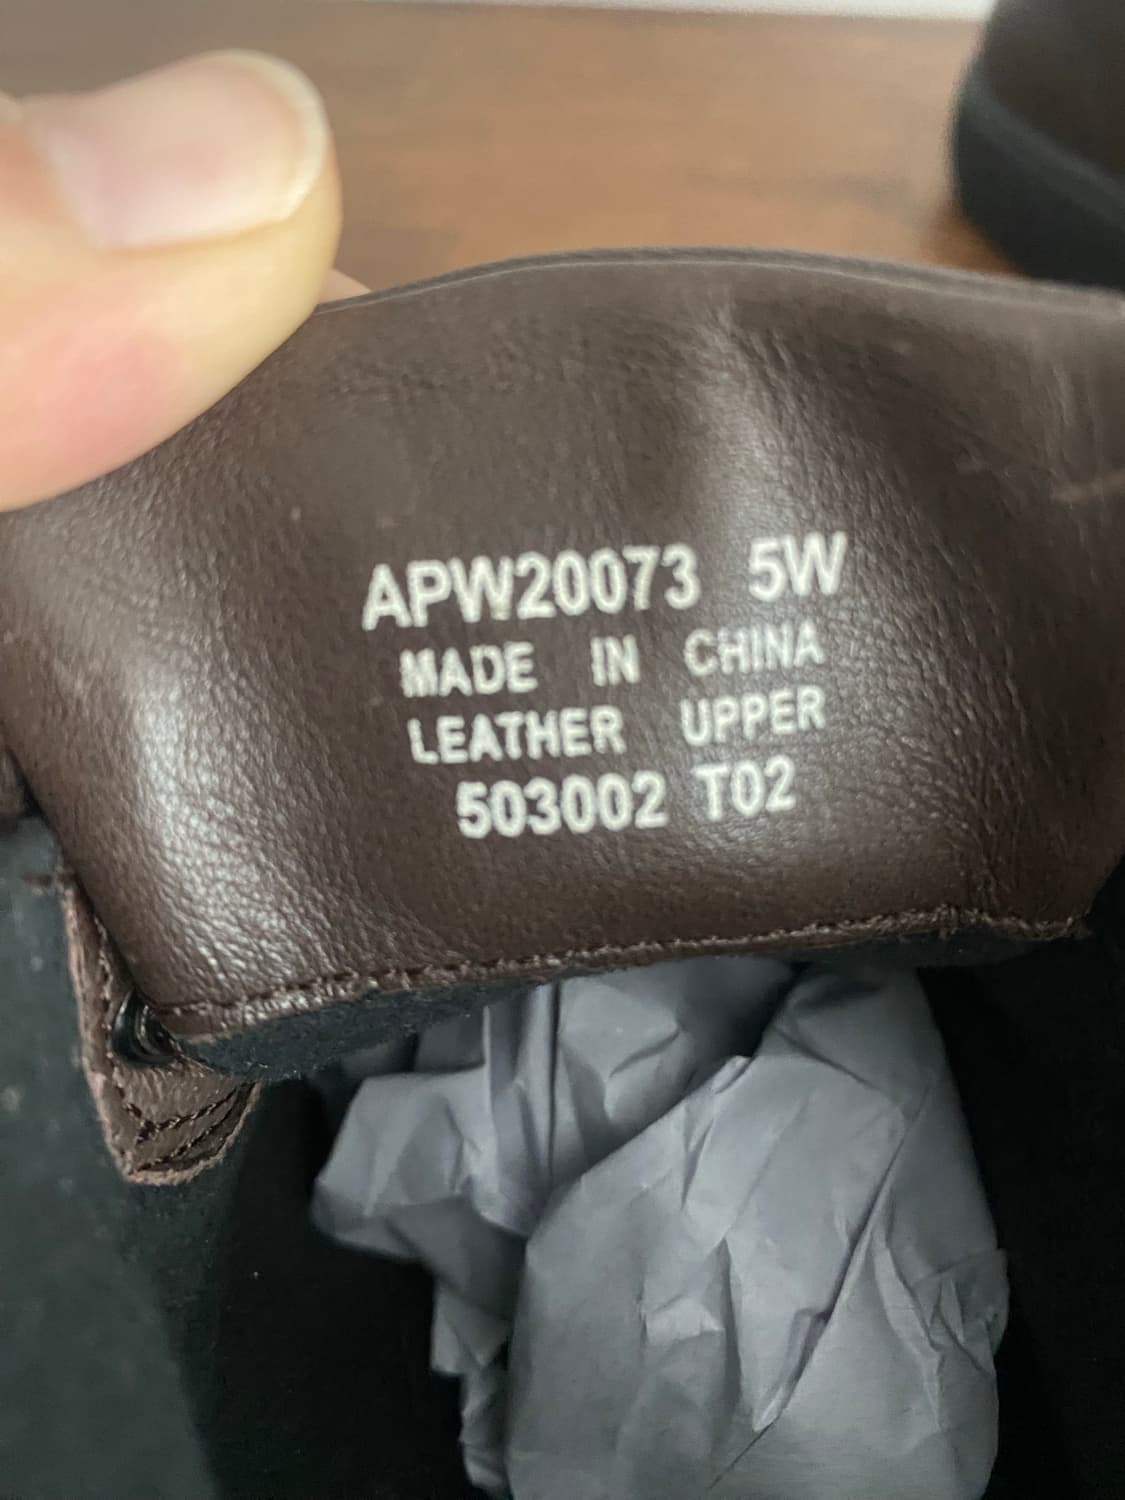 APW20073 5W
MADE IN CHINA
LEATHER UPPER
503002 T02